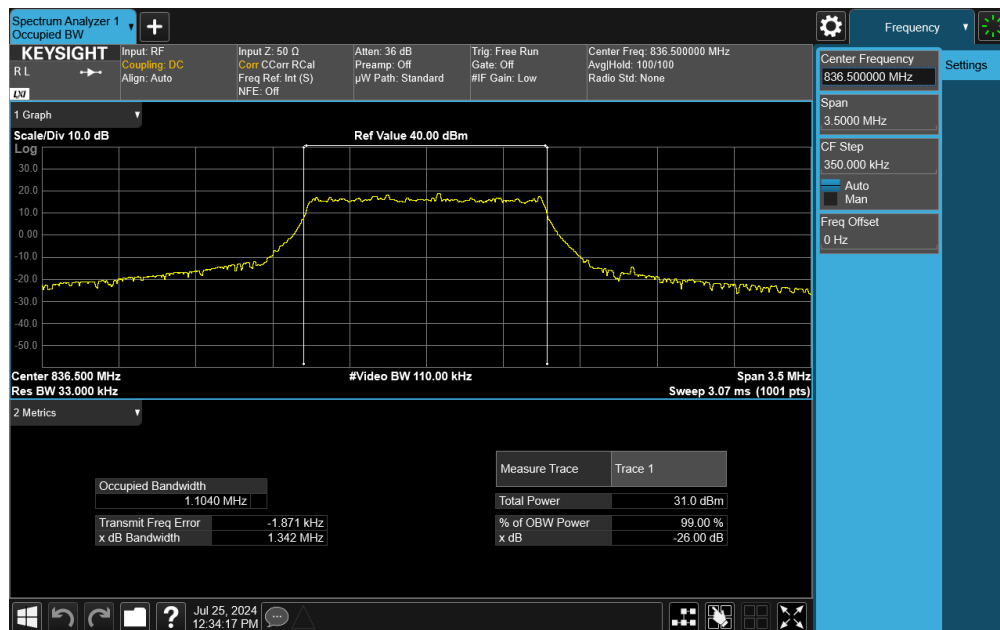 Spectrum Analyzer 1
Occupied BW
Frequency
KEYSIGHT
R L
LXI
Input: RF
Coupling: DC
Align: Auto
Input Z: 50 Ω
Corr CCorr RCal
Freq Ref: Int (S)
NFE: Off
Atten: 36 dB
Preamp: Off
µW Path: Standard
Trig: Free Run
Gate: Off
#IF Gain: Low
Center Freq: 836.500000 MHz
Avg|Hold: 100/100
Radio Std: None
Center Frequency
836.500000 MHz
Settings
Span
3.5000 MHz
CF Step
350.000 kHz
Auto
Man
Freq Offset
0 Hz
1 Graph
Scale/Div 10.0 dB
Ref Value 40.00 dBm
Log
30.0
20.0
10.0
0.00
-10.0
-20.0
-30.0
-40.0
-50.0
Center 836.500 MHz
#Video BW 110.00 kHz
Span 3.5 MHz
Res BW 33.000 kHz
Sweep 3.07 ms (1001 pts)
2 Metrics
Measure Trace Trace 1
Occupied Bandwidth
1.1040 MHz
Total Power 31.0 dBm
Transmit Freq Error -1.871 kHz
% of OBW Power 99.00 %
x dB Bandwidth 1.342 MHz
x dB -26.00 dB
Jul 25, 2024
12:34:17 PM